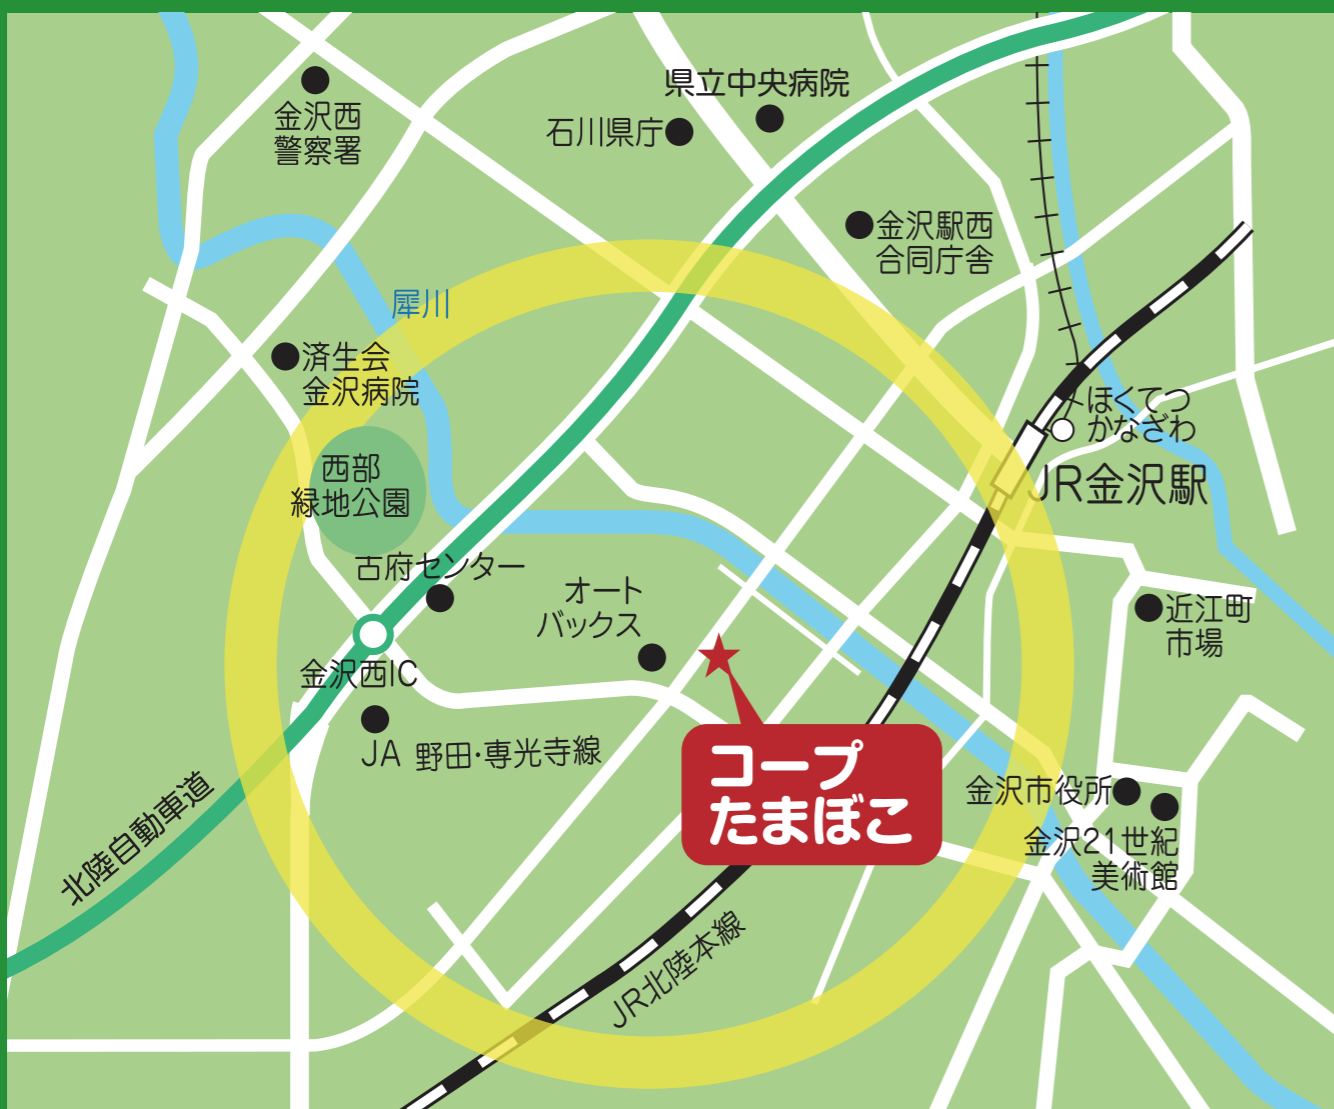 県立中央病院
石川県庁
金沢西
警察署
金沢駅西
合同庁舎
犀川
済生会
金沢病院
ほくてつ
かなざわ
JR金沢駅
西部
緑地公園
古府センター
オート
バックス
近江町
市場
金沢西IC
JA 野田・専光寺線
コープ
たまぼこ
金沢市役所
金沢21世紀
美術館
北陸自動車道
JR北陸本線